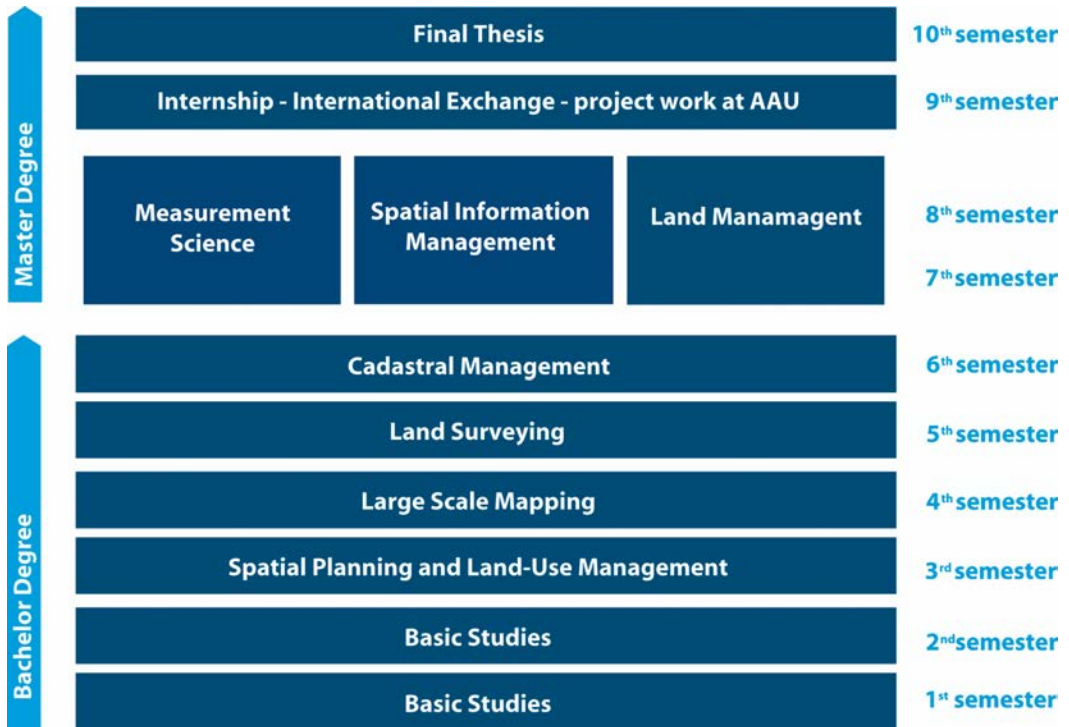 Master Degree
Final Thesis
10th semester
Internship - International Exchange - project work at AAU
9th semester
Measurement
Science
Spatial Information
Management
Land Manamagent
8th semester
7th semester
Bachelor Degree
Cadastral Management
6th semester
Land Surveying
5th semester
Large Scale Mapping
4th semester
Spatial Planning and Land-Use Management
3rd semester
Basic Studies
2nd semester
Basic Studies
1st semester